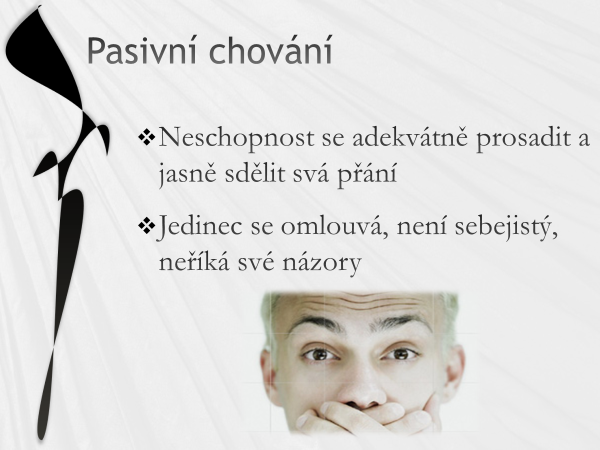 Pasivní chování
❖Neschopnost se adekvátně prosadit a
jasně sdělit svá přání
❖Jedinec se omlouvá, není sebejistý,
neříká své názory